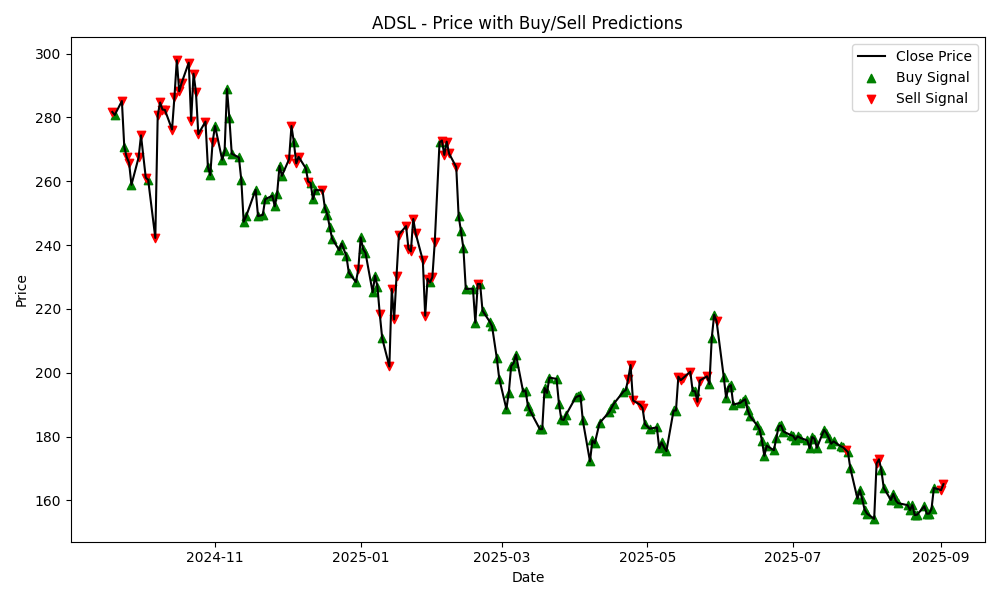 ADSL - Price with Buy/Sell Predictions
Close Price
Buy Signal
Sell Signal
300
280
260
240
220
200
180
160
Price
2024-11
2025-01
2025-03
2025-05
2025-07
2025-09
Date